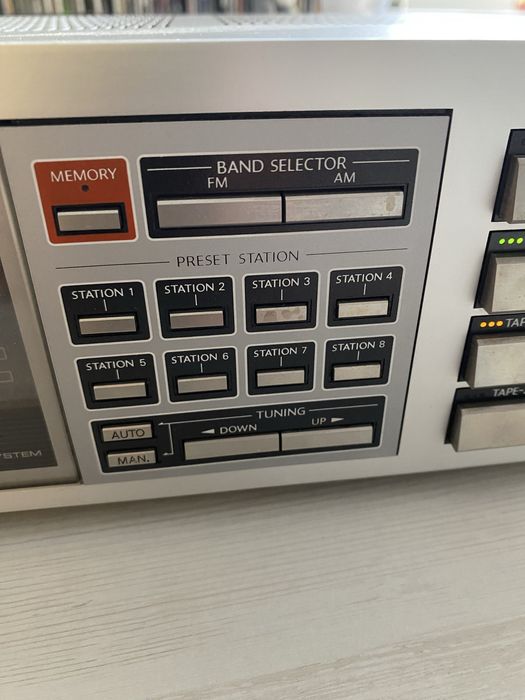 MEMORY
BAND SELECTOR
FM AM
PRESET STATION
STATION 1 STATION 2 STATION 3 STATION 4
STATION 5 STATION 6 STATION 7 STATION 8
TUNING
AUTO
DOWN UP
MAN.